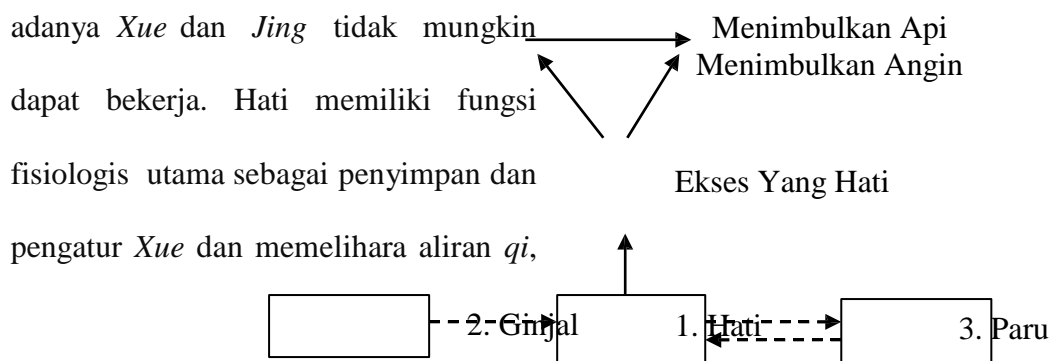 adanya Xue dan Jing tidak mungkin
dapat bekerja. Hati memiliki fungsi
fisiologis utama sebagai penyimpan dan
pengatur Xue dan memelihara aliran qi,
Menimbulkan Api
Menimbulkan Angin
Ekses Yang Hati
2. Ginjal
1. Hati
3. Paru